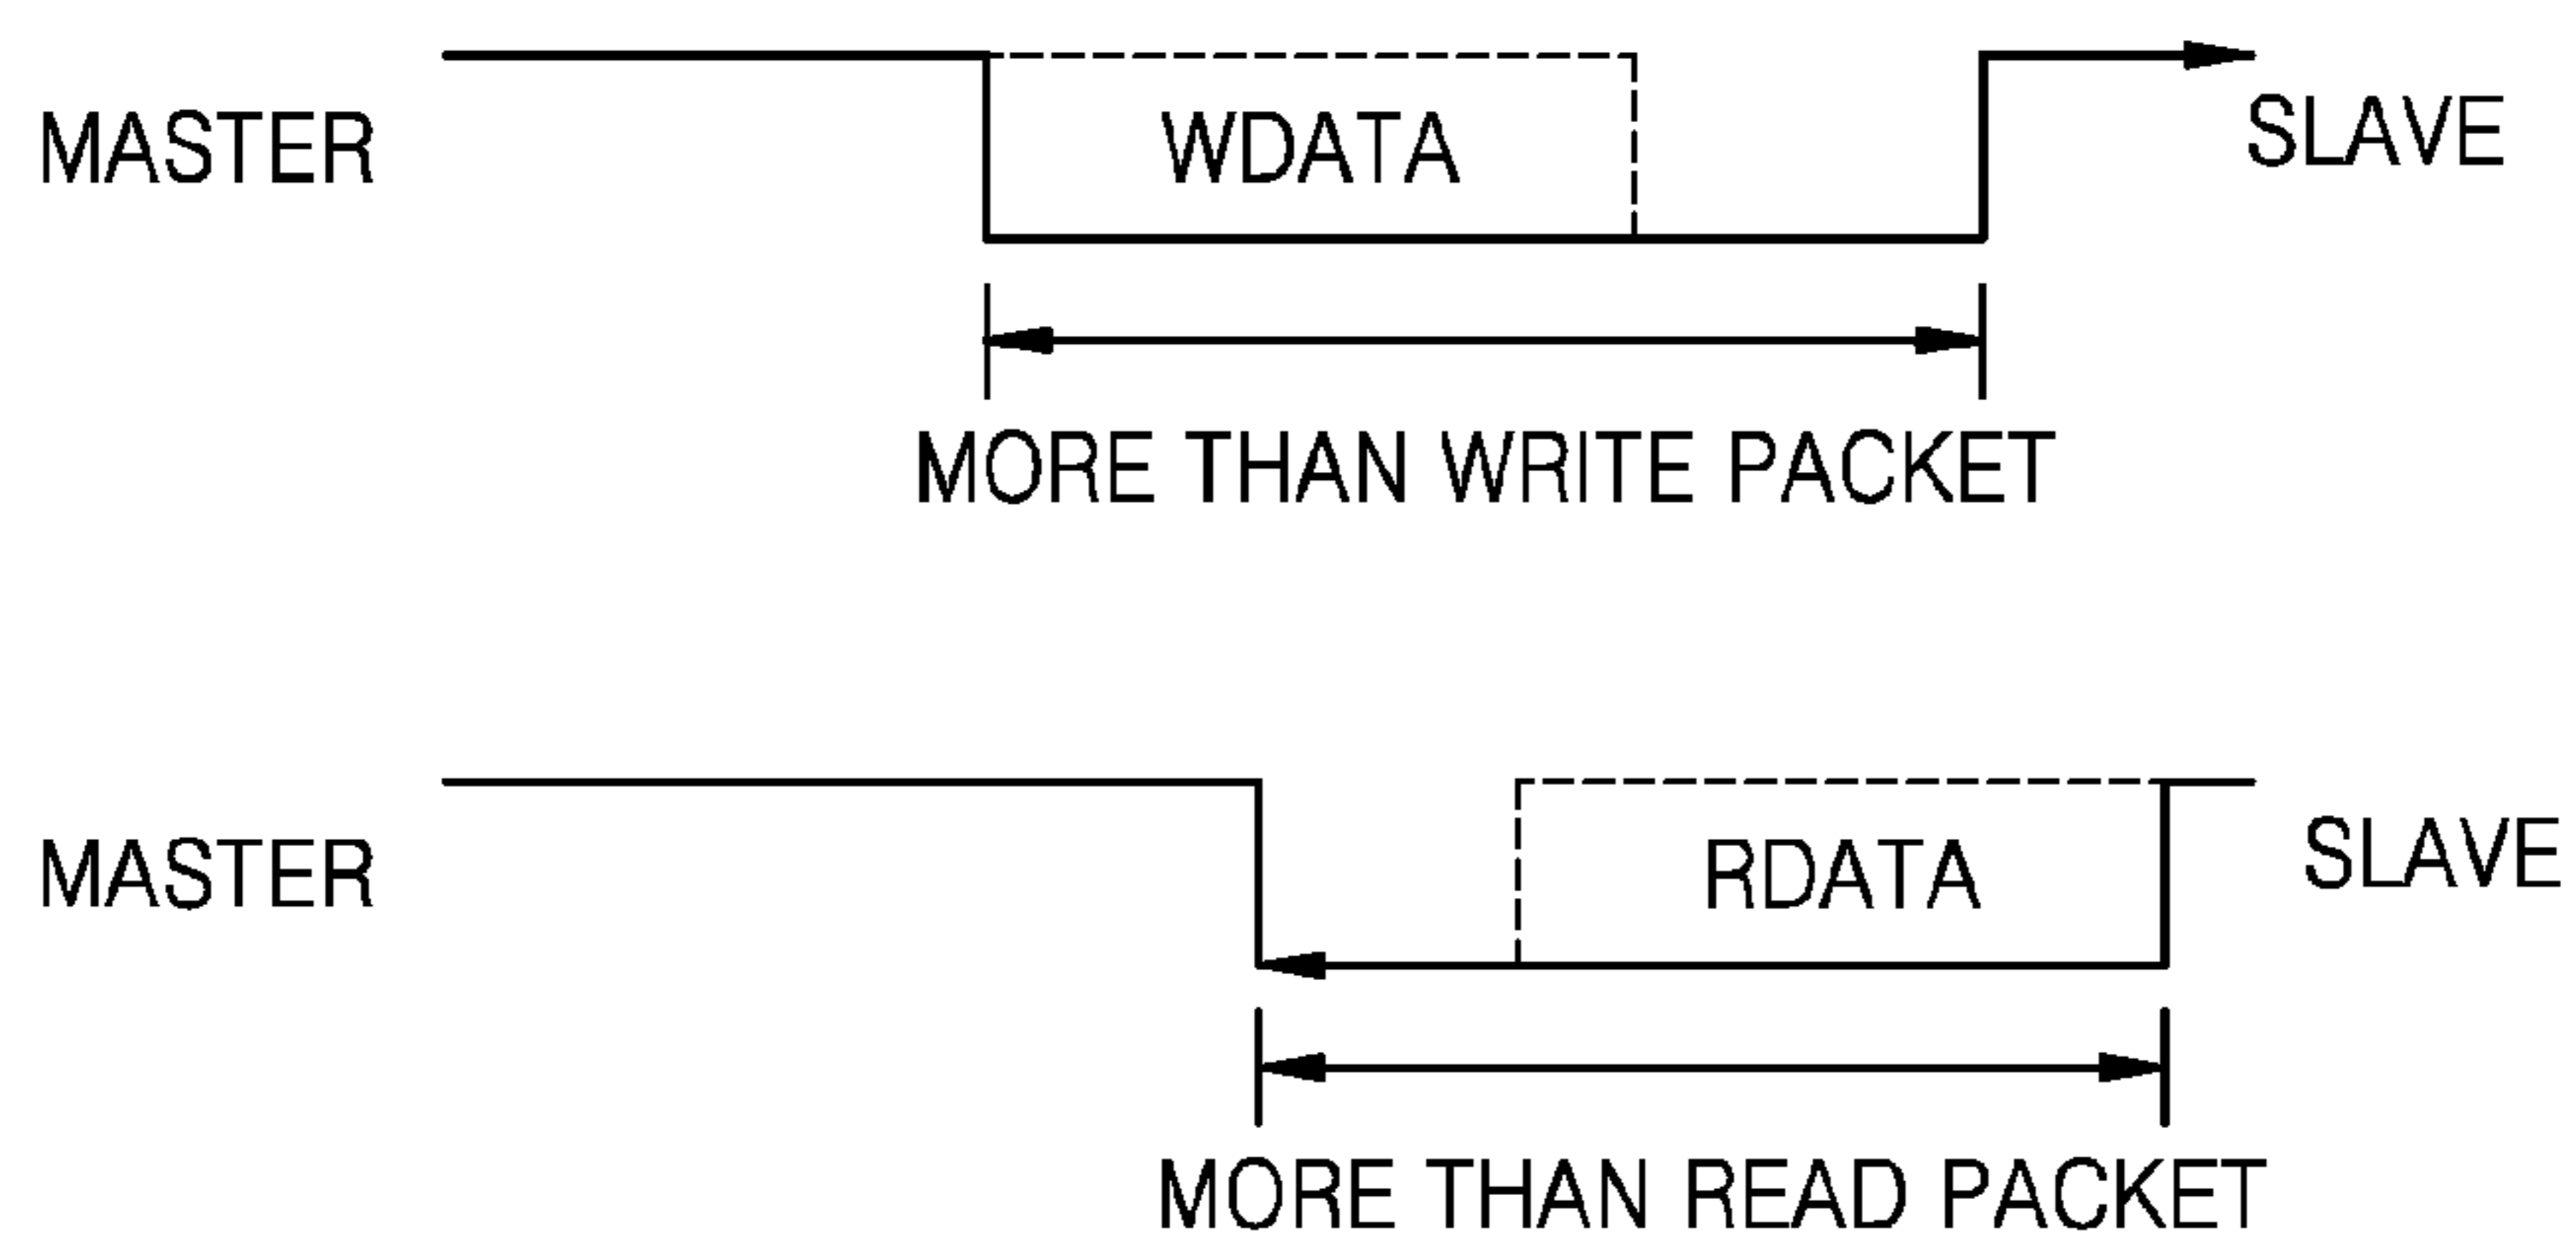 MASTER
WDATA
SLAVE
MORE THAN WRITE PACKET
MASTER
RDATA
SLAVE
MORE THAN READ PACKET